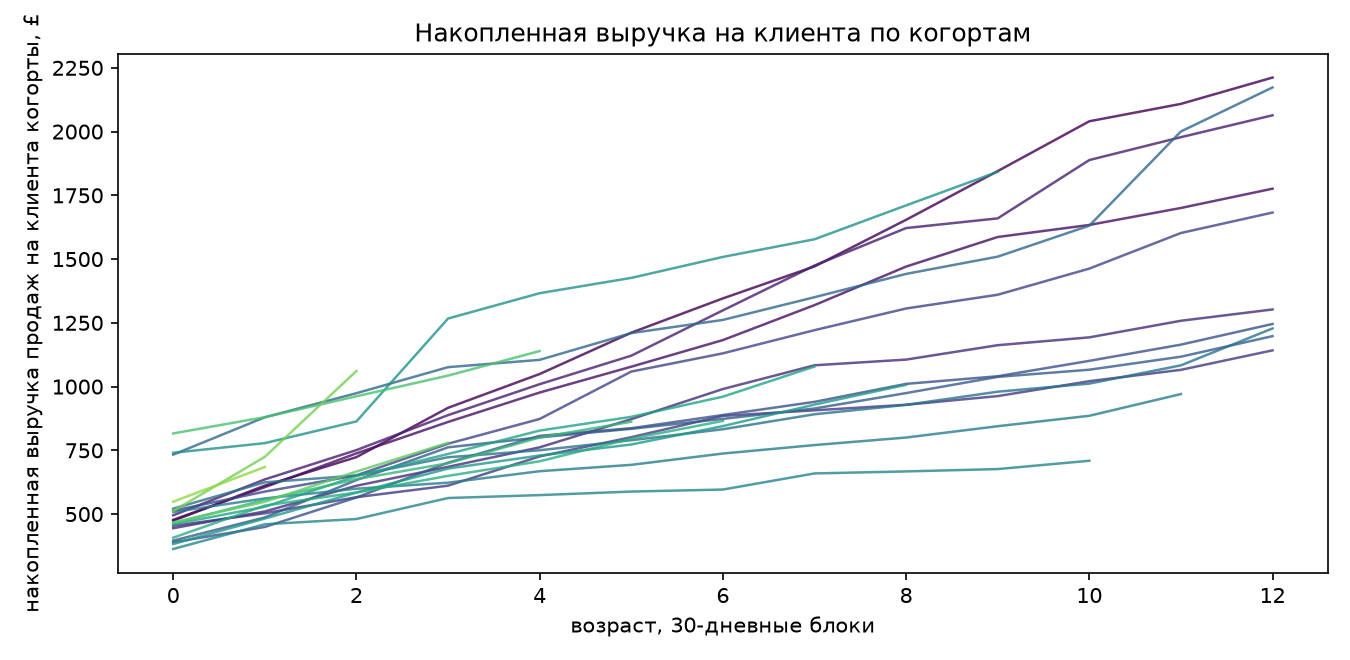 Накопленная выручка на клиента по когортам
накопленная выручка продаж на клиента когорты, £
2250
2000
1750
1500
1250
1000
750
500
0 2 4 6 8 10 12
возраст, 30-дневные блоки